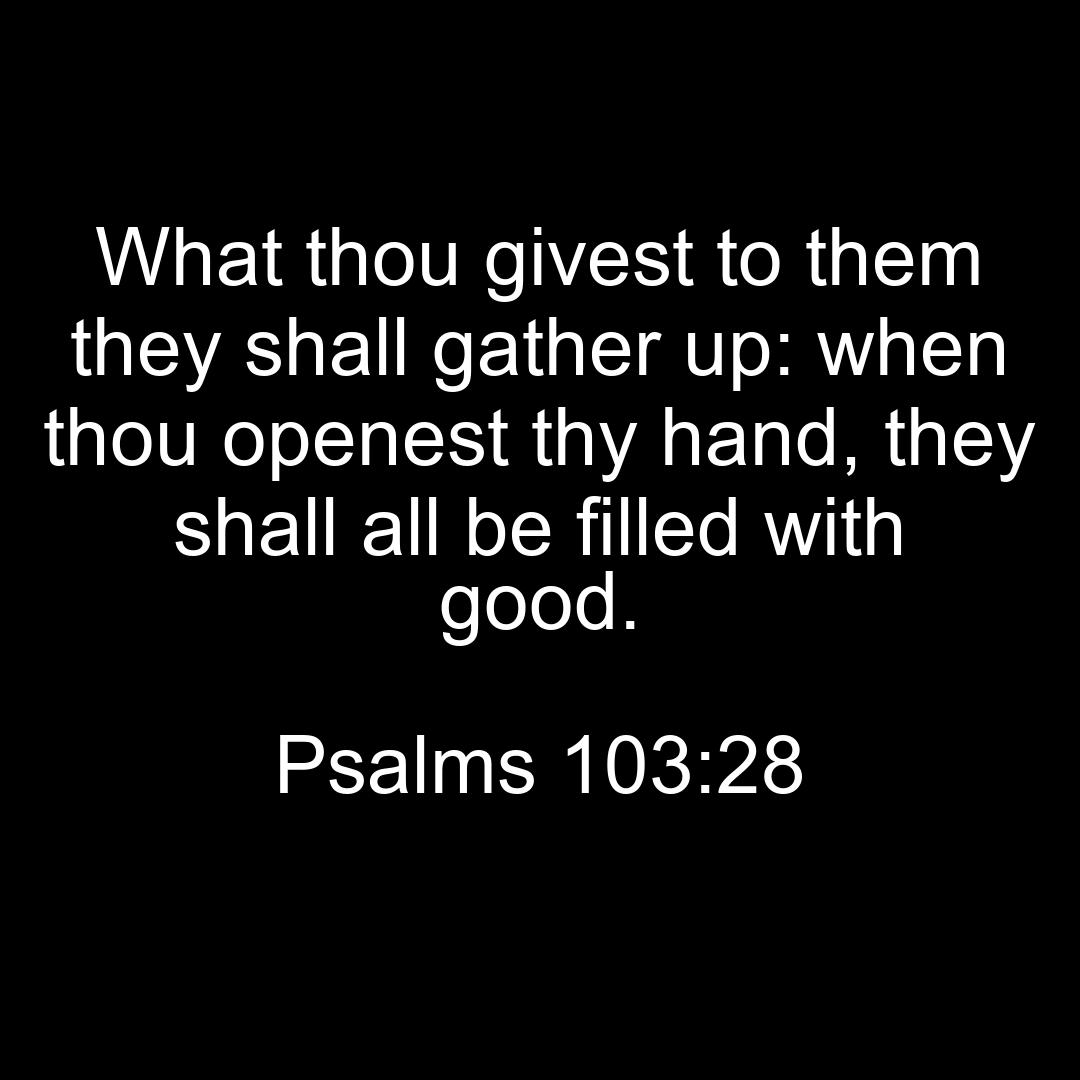 What thou givest to them
they shall gather up: when
thou openest thy hand, they
shall all be filled with
good.
Psalms 103:28